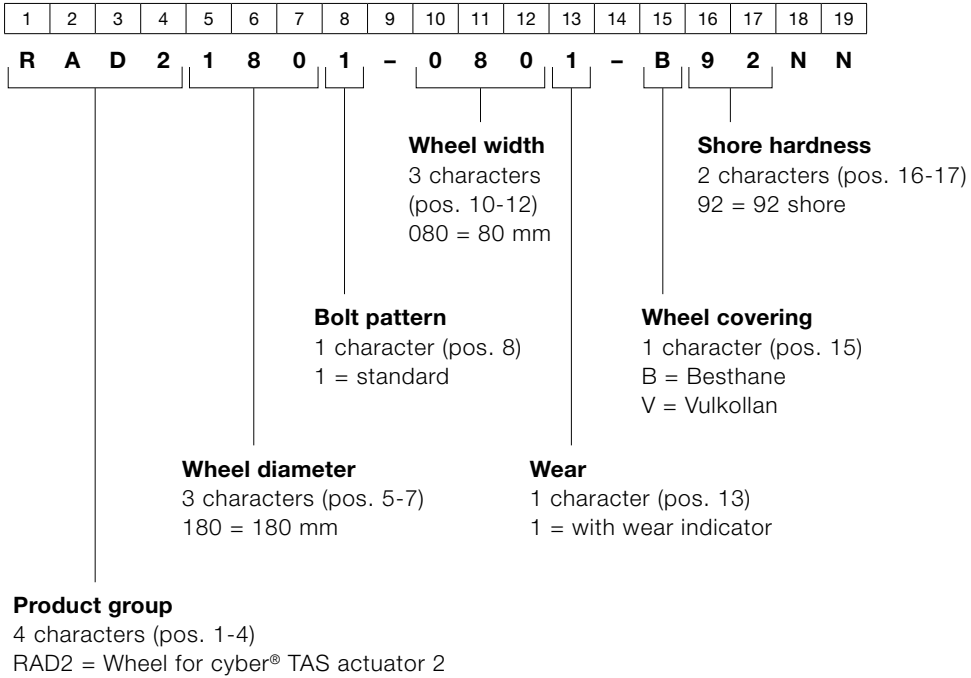 1 2 3 4 5 6 7 8 9 10 11 12 13 14 15 16 17 18 19
R A D 2 1 8 0 1 – 0 8 0 1 – B 9 2 N N
Wheel width
3 characters
(pos. 10-12)
080 = 80 mm
Shore hardness
2 characters (pos. 16-17)
92 = 92 shore
Bolt pattern
1 character (pos. 8)
1 = standard
Wheel covering
1 character (pos. 15)
B = Besthane
V = Vulkollan
Wheel diameter
3 characters (pos. 5-7)
180 = 180 mm
Wear
1 character (pos. 13)
1 = with wear indicator
Product group
4 characters (pos. 1-4)
RAD2 = Wheel for cyber® TAS actuator 2